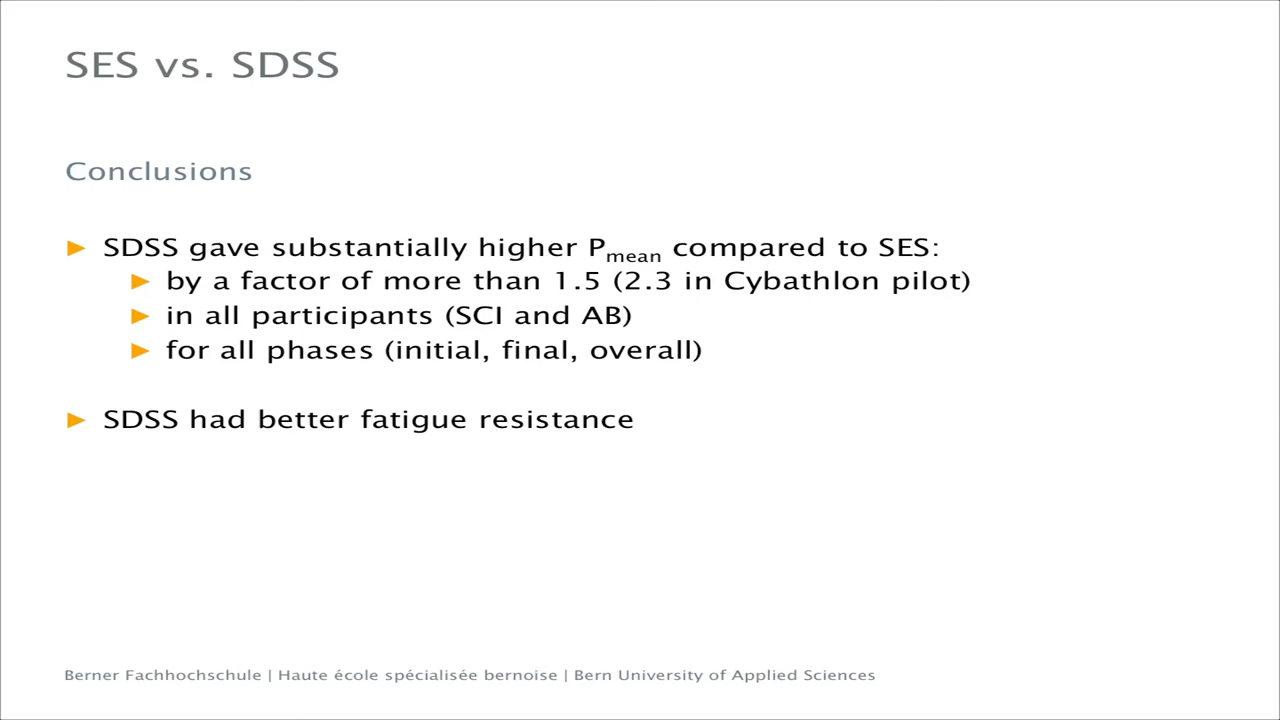 SES vs. SDSS
Conclusions
► SDSS gave substantially higher Pmean compared to SES:
► by a factor of more than 1.5 (2.3 in Cybathlon pilot)
► in all participants (SCI and AB)
► for all phases (initial, final, overall)
► SDSS had better fatigue resistance
Berner Fachhochschule | Haute école spécialisée bernoise | Bern University of Applied Sciences